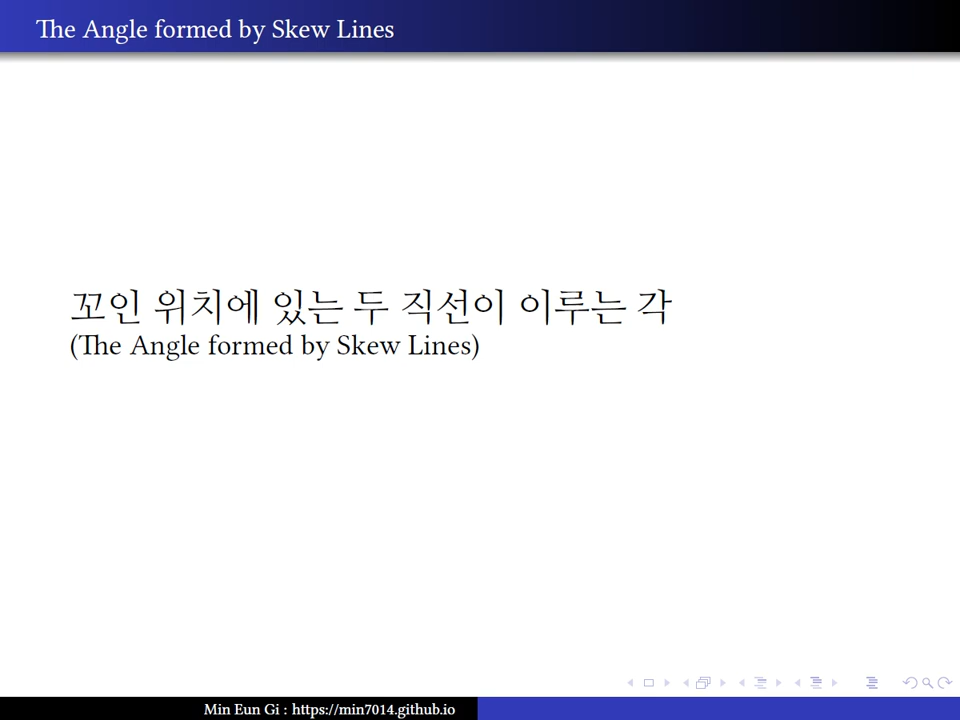 The Angle formed by Skew Lines
꼬인 위치에 있는 두 직선이 이루는 각
(The Angle formed by Skew Lines)
Min Eun Gi : https://min7014.github.io